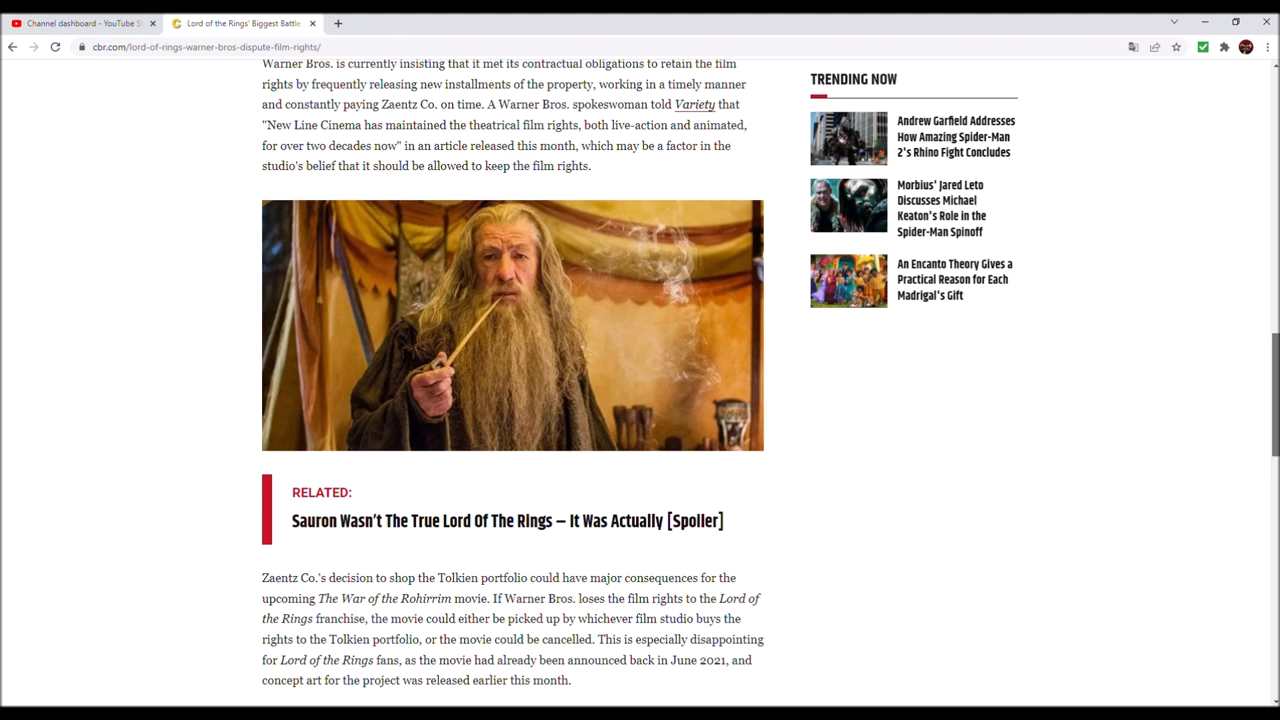 Channel dashboard - YouTube St
Lord of the Rings' Biggest Battle
cbr.com/lord-of-rings-warner-bros-dispute-film-rights/
Warner Bros. is currently insisting that it met its contractual obligations to retain the film
rights by frequently releasing new installments of the property, working in a timely manner
and constantly paying Zaentz Co. on time. A Warner Bros. spokeswoman told Variety that
"New Line Cinema has maintained the theatrical film rights, both live-action and animated,
for over two decades now" in an article released this month, which may be a factor in the
studio's belief that it should be allowed to keep the film rights.
RELATED:
Sauron Wasn't The True Lord Of The Rings – It Was Actually [Spoiler]
Zaentz Co.'s decision to shop the Tolkien portfolio could have major consequences for the
upcoming The War of the Rohirrim movie. If Warner Bros. loses the film rights to the Lord of
the Rings franchise, the movie could either be picked up by whichever film studio buys the
rights to the Tolkien portfolio, or the movie could be cancelled. This is especially disappointing
for Lord of the Rings fans, as the movie had already been announced back in June 2021, and
concept art for the project was released earlier this month.
TRENDING NOW
Andrew Garfield Addresses
How Amazing Spider-Man
2's Rhino Fight Concludes
Morbius' Jared Leto
Discusses Michael
Keaton's Role in the
Spider-Man Spinoff
An Encanto Theory Gives a
Practical Reason for Each
Madrigal's Gift